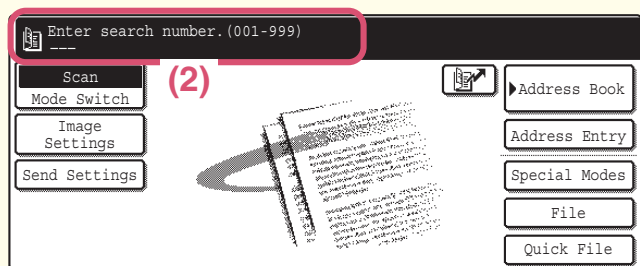 Enter search number.(001-999)
---
(2)
Scan
Mode Switch
Image
Settings
Send Settings
Address Book
Address Entry
Special Modes
File
Quick File